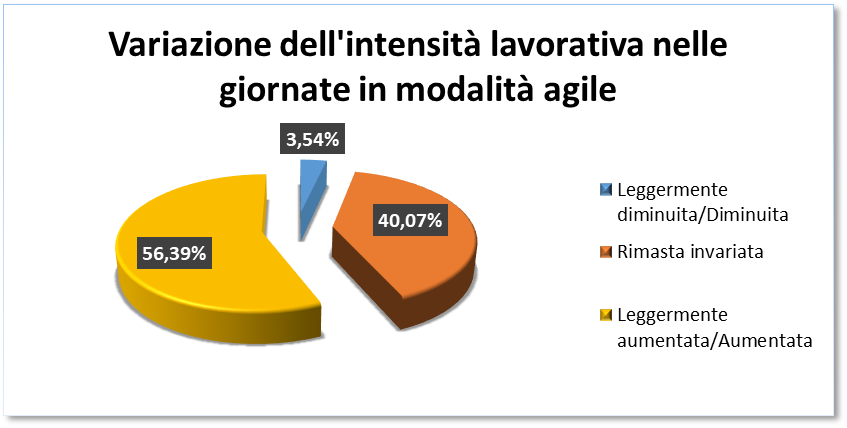 Variazione dell'intensità lavorativa nelle
giornate in modalità agile
3,54%
40,07%
56,39%
Leggermente
diminuita/Diminuita
Rimasta invariata
Leggermente
aumentata/Aumentata